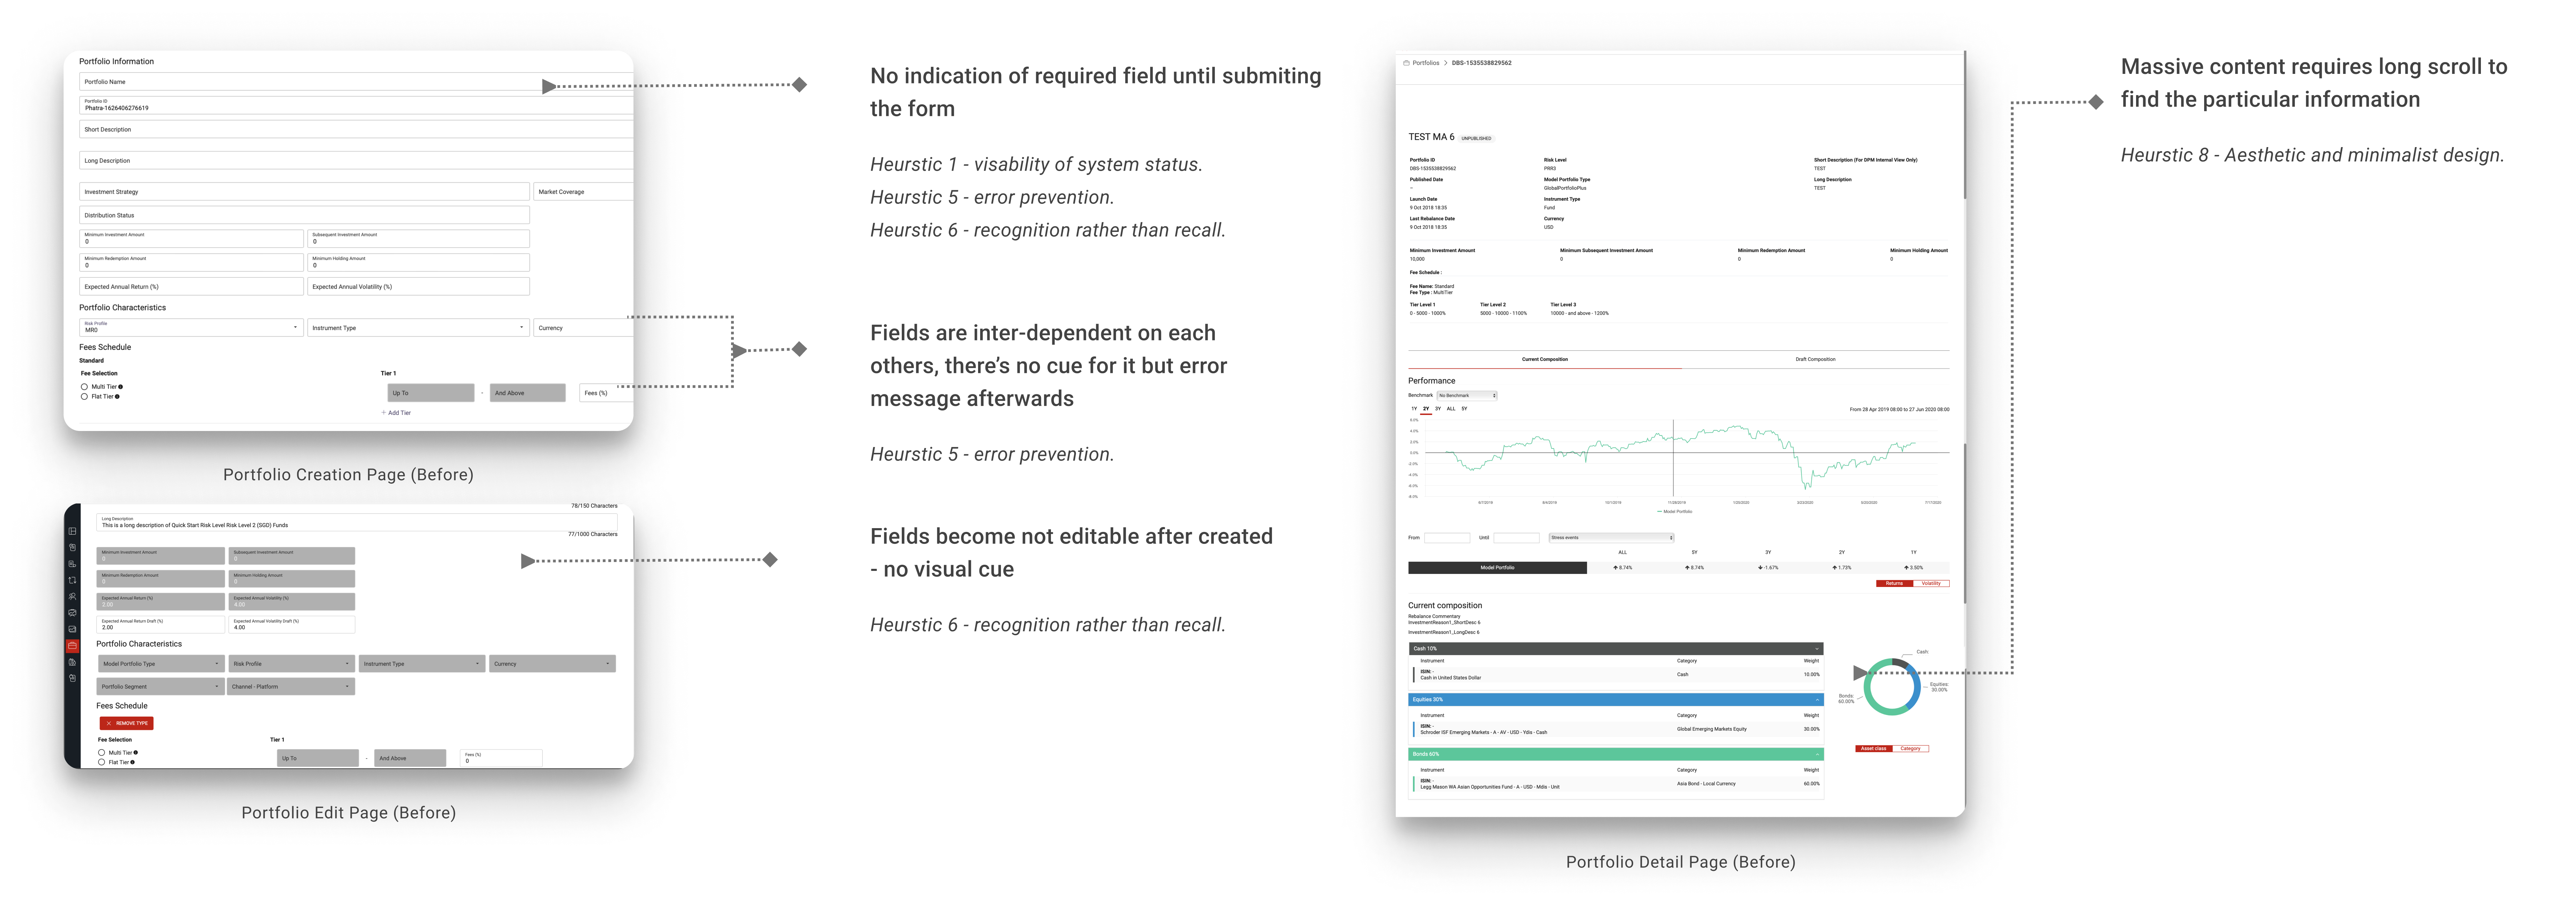 Portfolio Information
Portfolio Name
Portfolio ID
Phatra-1626406276619
Short Description
Long Description
Investment Strategy
Market Coverage
Distribution Status
Minimum Investment Amount
0
Subsequent Investment Amount
0
Minimum Redemption Amount
0
Minimum Holding Amount
0
Expected Annual Return (%)
Expected Annual Volatility (%)
Portfolio Characteristics
Risk Profile
MR0
Instrument Type
Currency
Fees Schedule
Standard
Fee Selection
Tier 1
Multi Tier
Flat Tier
Up To
-
And Above
Fees (%)
+ Add Tier
Portfolio Creation Page (Before)
78/150 Characters
Long Description
This is a long description of Quick Start Risk Level Risk Level 2 (SGD) Funds
77/1000 Characters
Minimum Investment Amount
0
Subsequent Investment Amount
0
Minimum Redemption Amount
0
Minimum Holding Amount
0
Expected Annual Return (%)
2.00
Expected Annual Volatility (%)
4.00
Expected Annual Return Draft (%)
2.00
Expected Annual Volatility Draft (%)
4.00
Portfolio Characteristics
Model Portfolio Type
Risk Profile
Instrument Type
Currency
Portfolio Segment
Channel - Platform
Fees Schedule
REMOVE TYPE
Fee Selection
Tier 1
Multi Tier
Flat Tier
Up To
-
And Above
Fees (%)
0
Portfolio Edit Page (Before)
No indication of required field until submiting
the form
Heurstic 1 - visability of system status.
Heurstic 5 - error prevention.
Heurstic 6 - recognition rather than recall.
Fields are inter-dependent on each
others, there's no cue for it but error
message afterwards
Heurstic 5 - error prevention.
Fields become not editable after created
- no visual cue
Heurstic 6 - recognition rather than recall.
Portfolios > DBS-1535538829562
TEST MA 6 UNPUBLISHED
Portfolio ID
DBS-1535538829562
Published Date
–
Launch Date
9 Oct 2018 18:35
Last Rebalance Date
9 Oct 2018 18:35
Risk Level
PRR3
Model Portfolio Type
GlobalPortfolioPlus
Instrument Type
Fund
Currency
USD
Short Description (For DPM Internal View Only)
TEST
Long Description
TEST
Minimum Investment Amount
10,000
Minimum Subsequent Investment Amount
0
Minimum Redemption Amount
0
Minimum Holding Amount
0
Fee Schedule :
Fee Name: Standard
Fee Type : MultiTier
Tier Level 1
0 - 5000 - 1000%
Tier Level 2
5000 - 10000 - 1100%
Tier Level 3
10000 - and above - 1200%
Current Composition
Draft Composition
Performance
Benchmark No Benchmark
1Y 2Y 3Y ALL 5Y
From 28 Apr 2019 08:00 to 27 Jun 2020 08:00
6.0%
4.0%
2.0%
0.0%
-2.0%
-4.0%
-6.0%
-8.0%
Model Portfolio
From
Until
Stress events
ALL 5Y 3Y 2Y 1Y
Model Portfolio 8.74% 8.74% -1.67% 1.73% 3.50%
Returns Volatility
Current composition
Rebalance Commentary
InvestmentReason1_ShortDesc 6
InvestmentReason1_LongDesc 6
Cash 10%
Instrument Category Weight
ISIN: -
Cash in United States Dollar Cash 10.00%
Equities 30%
Instrument Category Weight
ISIN: -
Schroder ISF Emerging Markets - A - AV - USD - Ydis - Cash Global Emerging Markets Equity 30.00%
Bonds 60%
Instrument Category Weight
ISIN: -
Legg Mason WA Asian Opportunities Fund - A - USD - Mdis - Unit Asia Bond - Local Currency 60.00%
Cash:
Equities:
30.00%
Bonds:
60.00%
Asset class Category
Portfolio Detail Page (Before)
Massive content requires long scroll to
find the particular information
Heurstic 8 - Aesthetic and minimalist design.